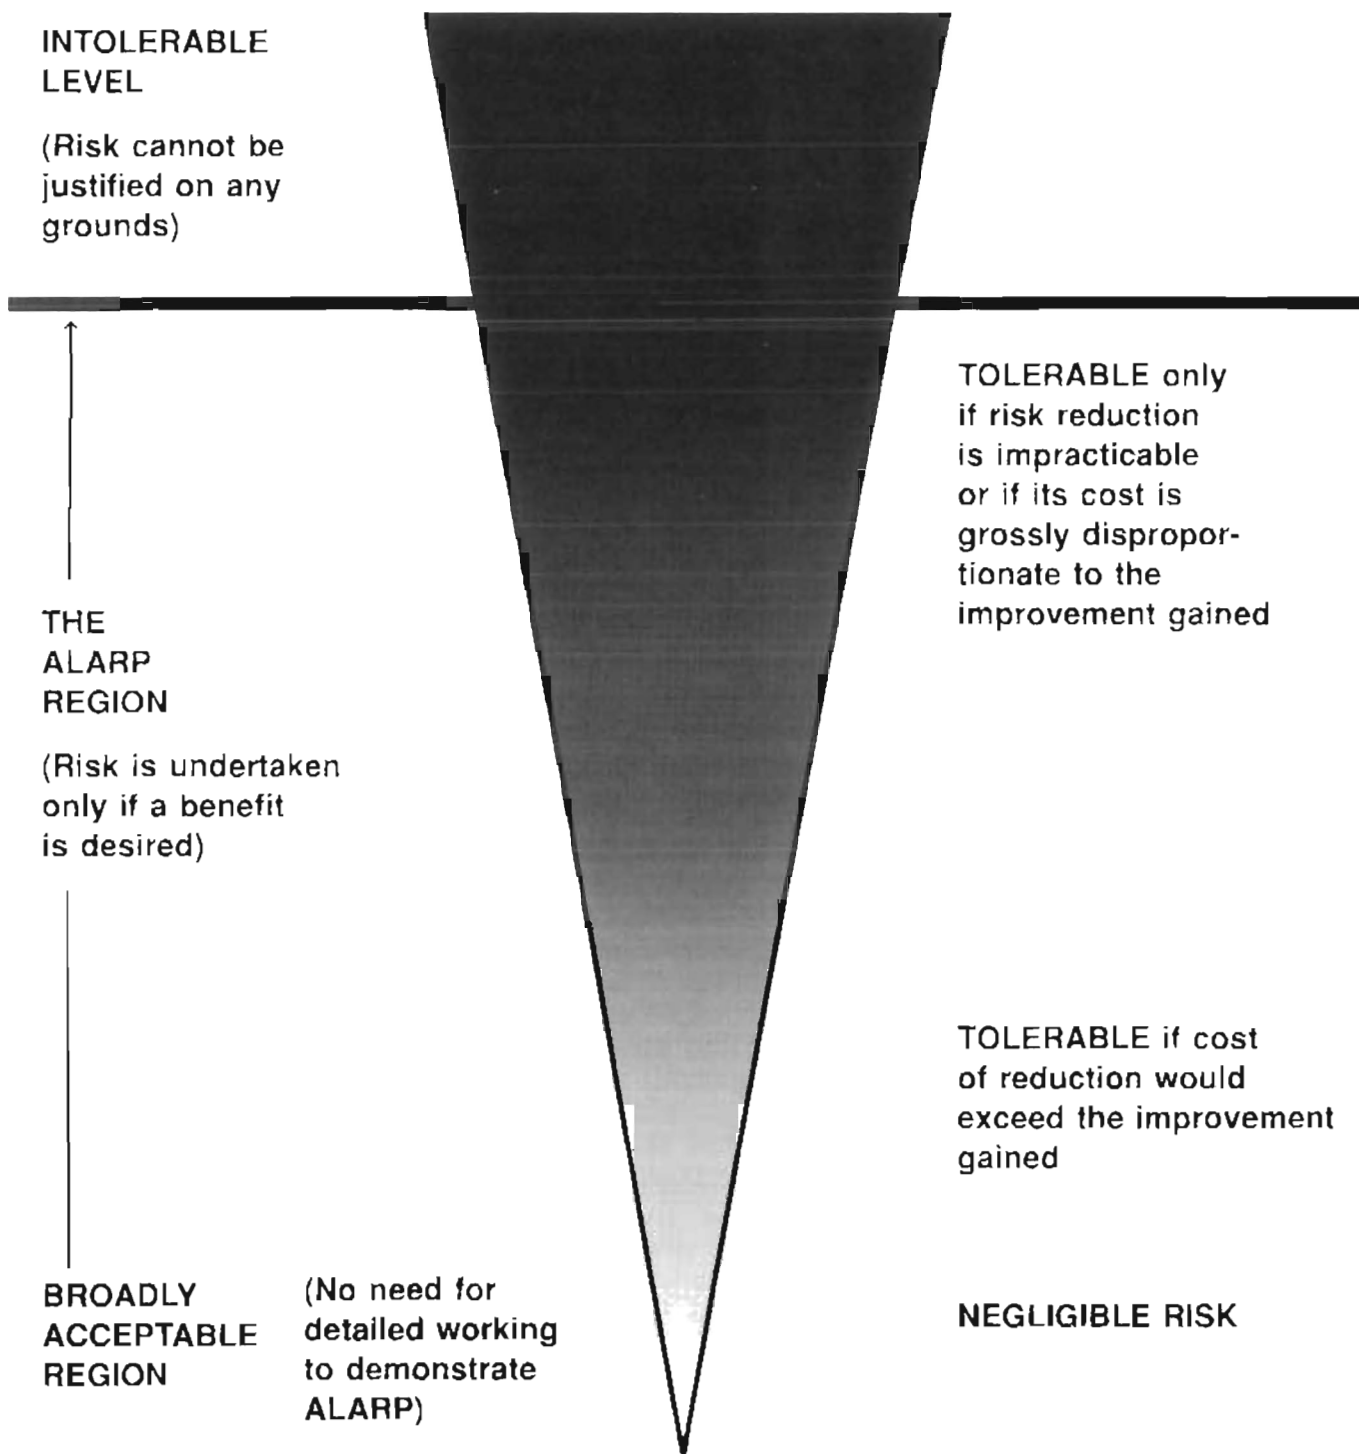 INTOLERABLE
LEVEL
(Risk cannot be
justified on any
grounds)
TOLERABLE only
if risk reduction
is impracticable
or if its cost is
grossly dispropor-
tionate to the
improvement gained
THE
ALARP
REGION
(Risk is undertaken
only if a benefit
is desired)
TOLERABLE if cost
of reduction would
exceed the improvement
gained
BROADLY
ACCEPTABLE
REGION
(No need for
detailed working
to demonstrate
ALARP)
NEGLIGIBLE RISK